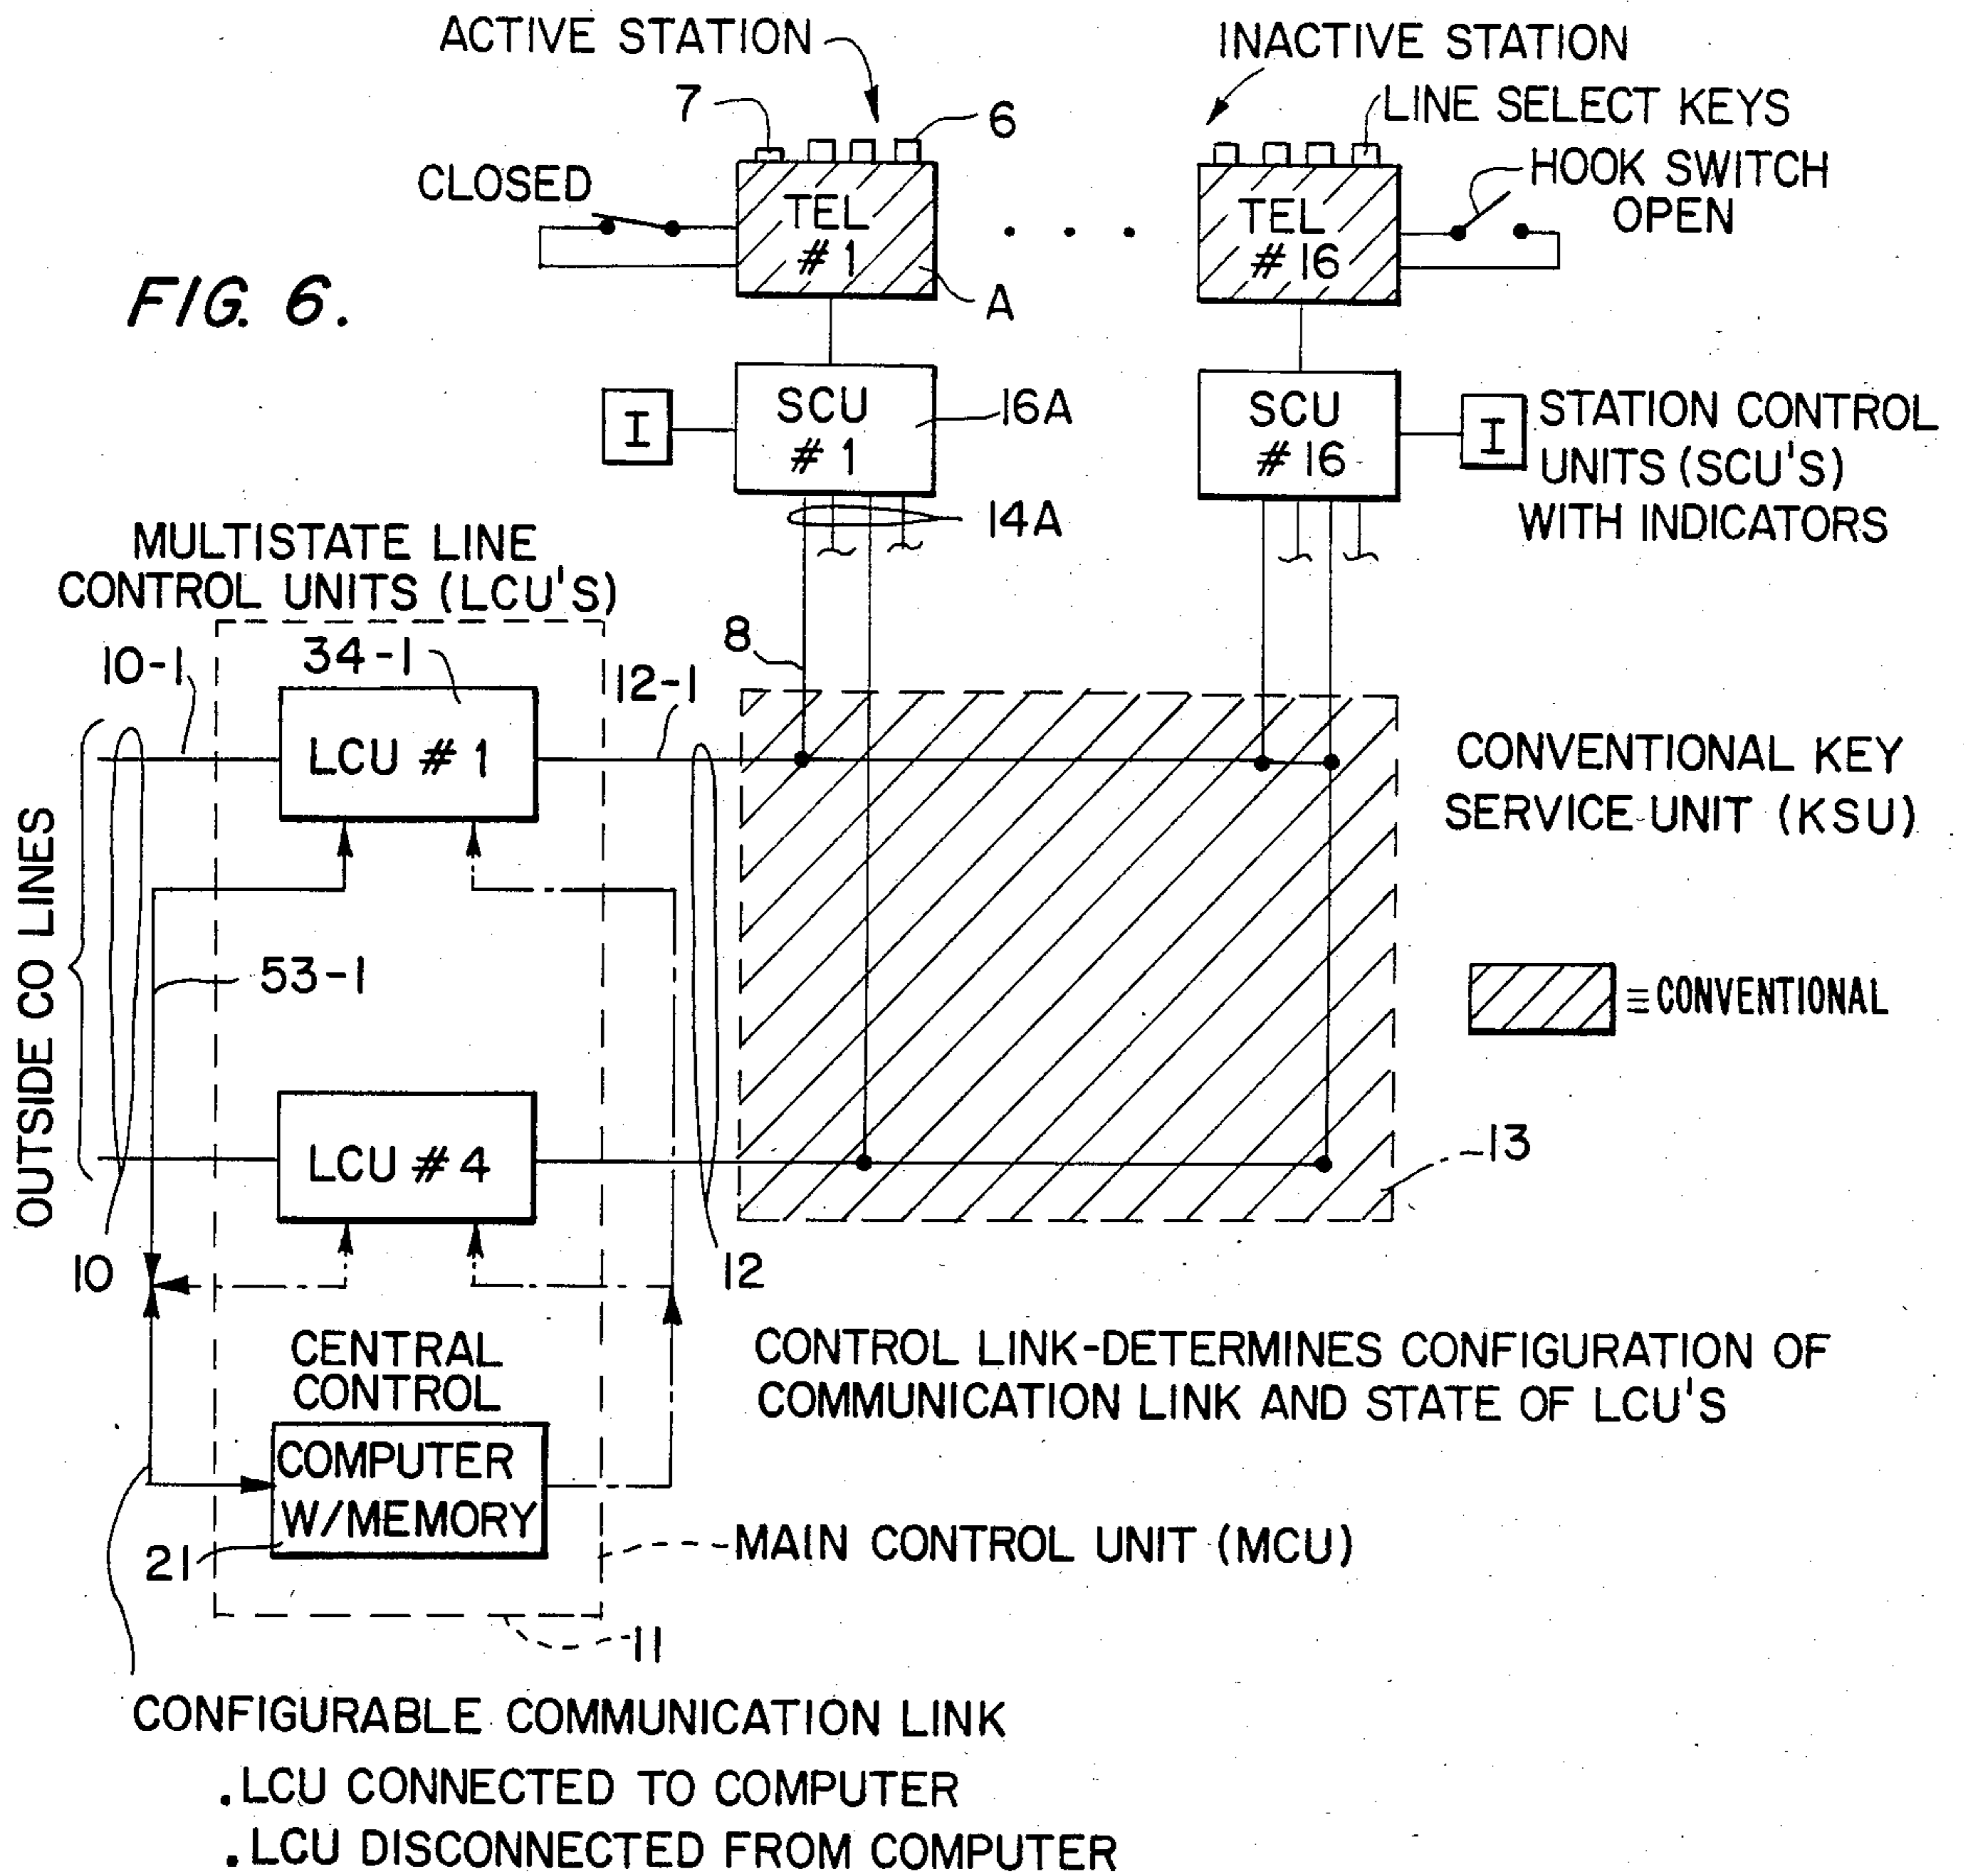 ACTIVE STATION
INACTIVE STATION
7
6
LINE SELECT KEYS
CLOSED
HOOK SWITCH
OPEN
TEL
# 1
. . .
TEL
# 16
FIG. 6.
A
I
SCU
# 1
16A
SCU
# 16
I
STATION CONTROL
UNITS (SCU'S)
WITH INDICATORS
14A
MULTISTATE LINE
CONTROL UNITS (LCU'S)
8
10-1
34-1
12-1
LCU # 1
CONVENTIONAL KEY
SERVICE UNIT (KSU)
OUTSIDE CO LINES
53-1
≡ CONVENTIONAL
LCU # 4
13
10
12
CENTRAL
CONTROL
CONTROL LINK-DETERMINES CONFIGURATION OF
COMMUNICATION LINK AND STATE OF LCU'S
COMPUTER
W/MEMORY
21
MAIN CONTROL UNIT (MCU)
11
CONFIGURABLE COMMUNICATION LINK
. LCU CONNECTED TO COMPUTER
. LCU DISCONNECTED FROM COMPUTER